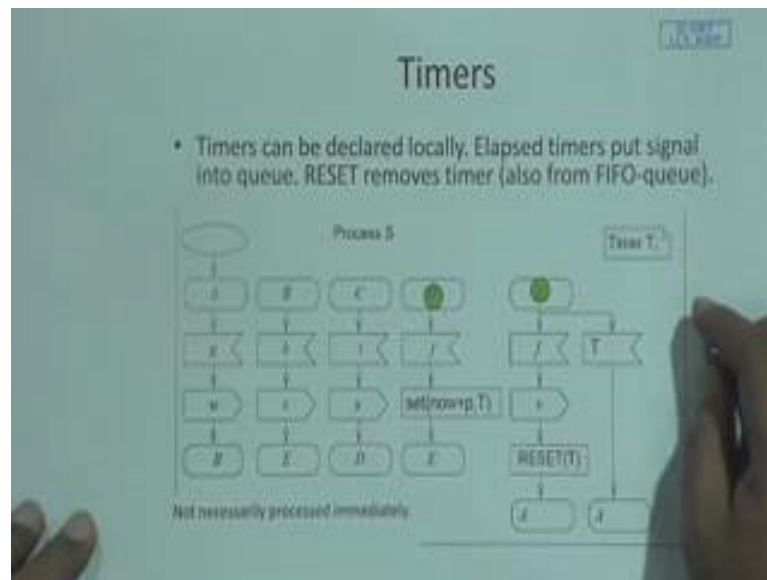 Timers
• Timers can be declared locally. Elapsed timers put signal
into queue. RESET removes timer (also from FIFO-queue).
Process S
Timer T
A B C
T
set(now+p,T)
B E D E RESET(T)
Not necessarily processed immediately.
A A